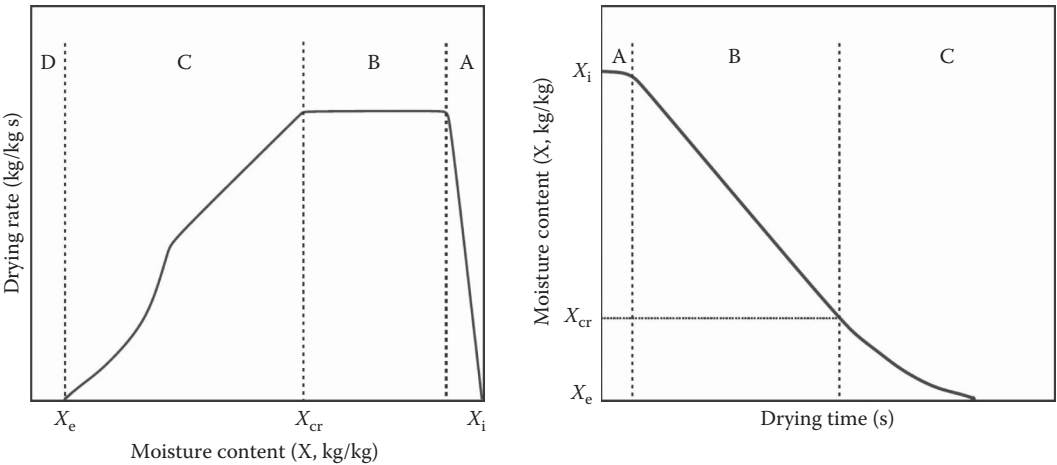 D
C
B
A
Drying rate (kg/kg s)
Xe
Xcr
Xi
Moisture content (X, kg/kg)
A
B
C
Xi
Moisture content (X, kg/kg)
Xcr
Xe
Drying time (s)